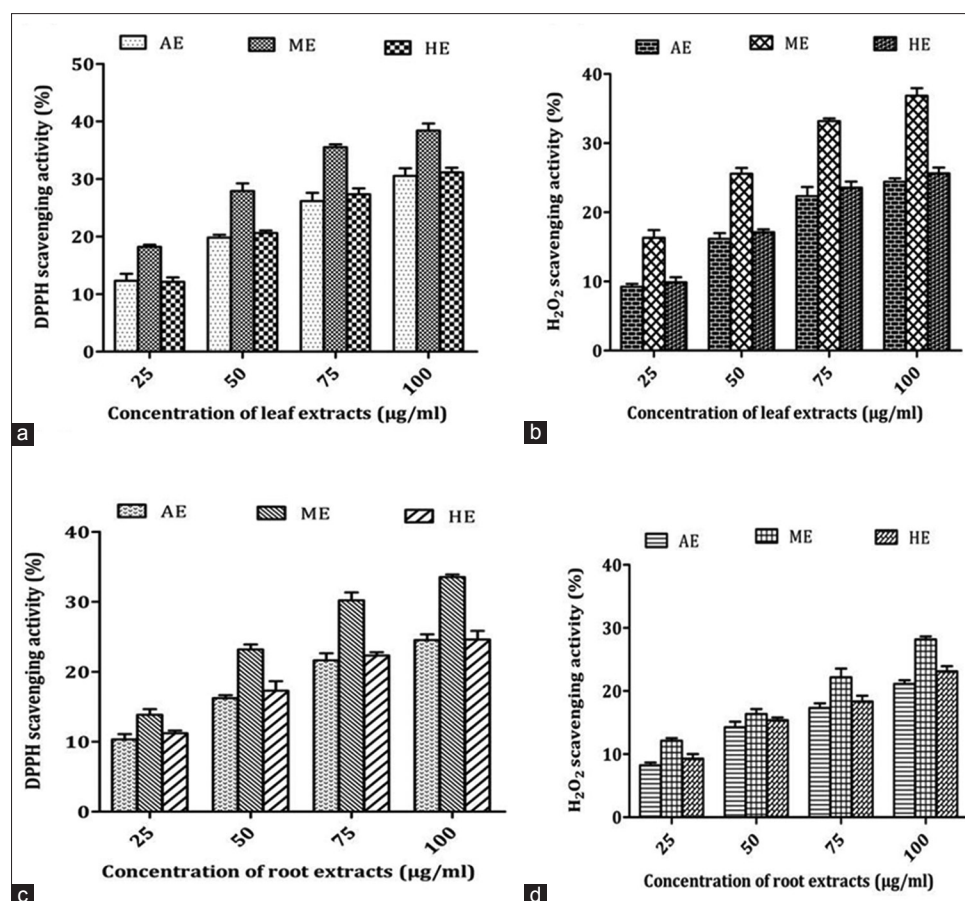 AE ME HE
50
40
30
20
10
0
DPPH scavenging activity (%)
25 50 75 100
Concentration of leaf extracts (µg/ml)
a
AE ME HE
40
30
20
10
0
H₂O₂ scavenging activity (%)
25 50 75 100
Concentration of leaf extracts (µg/ml)
b
AE ME HE
40
30
20
10
0
DPPH scavenging activity (%)
25 50 75 100
Concentration of root extracts (µg/ml)
c
AE ME HE
40
30
20
10
0
H₂O₂ scavenging activity (%)
25 50 75 100
Concentration of root extracts (µg/ml)
d